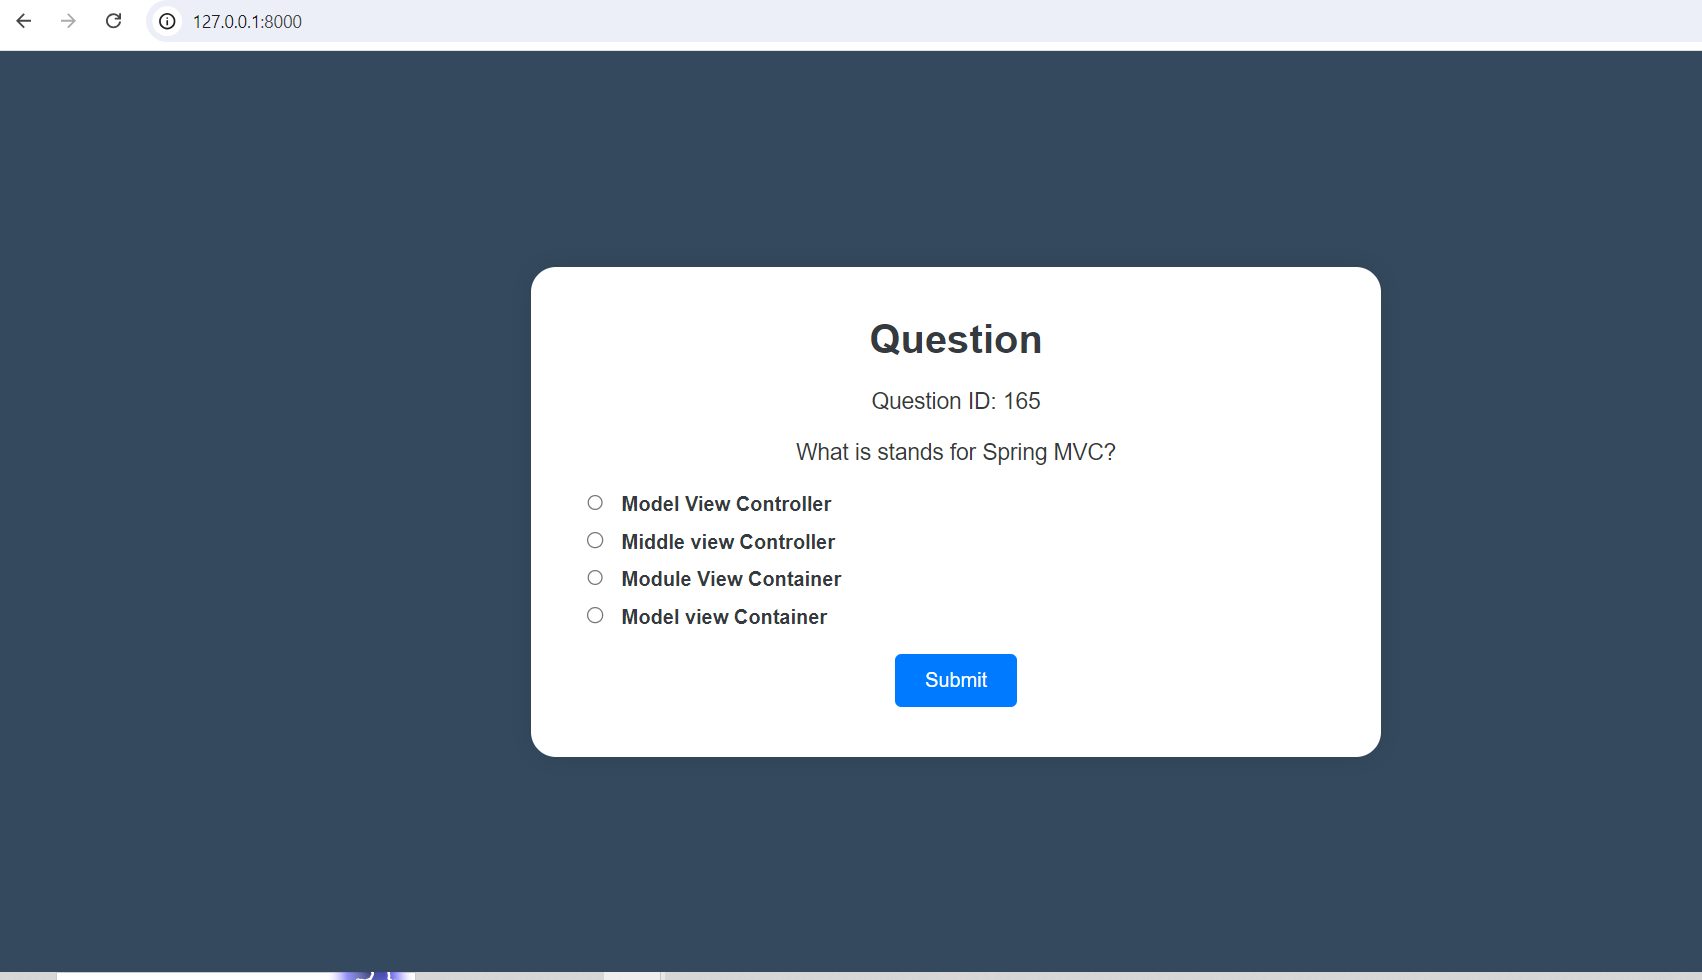 127.0.0.1:8000
Question
Question ID: 165
What is stands for Spring MVC?
Model View Controller
Middle view Controller
Module View Container
Model view Container
Submit